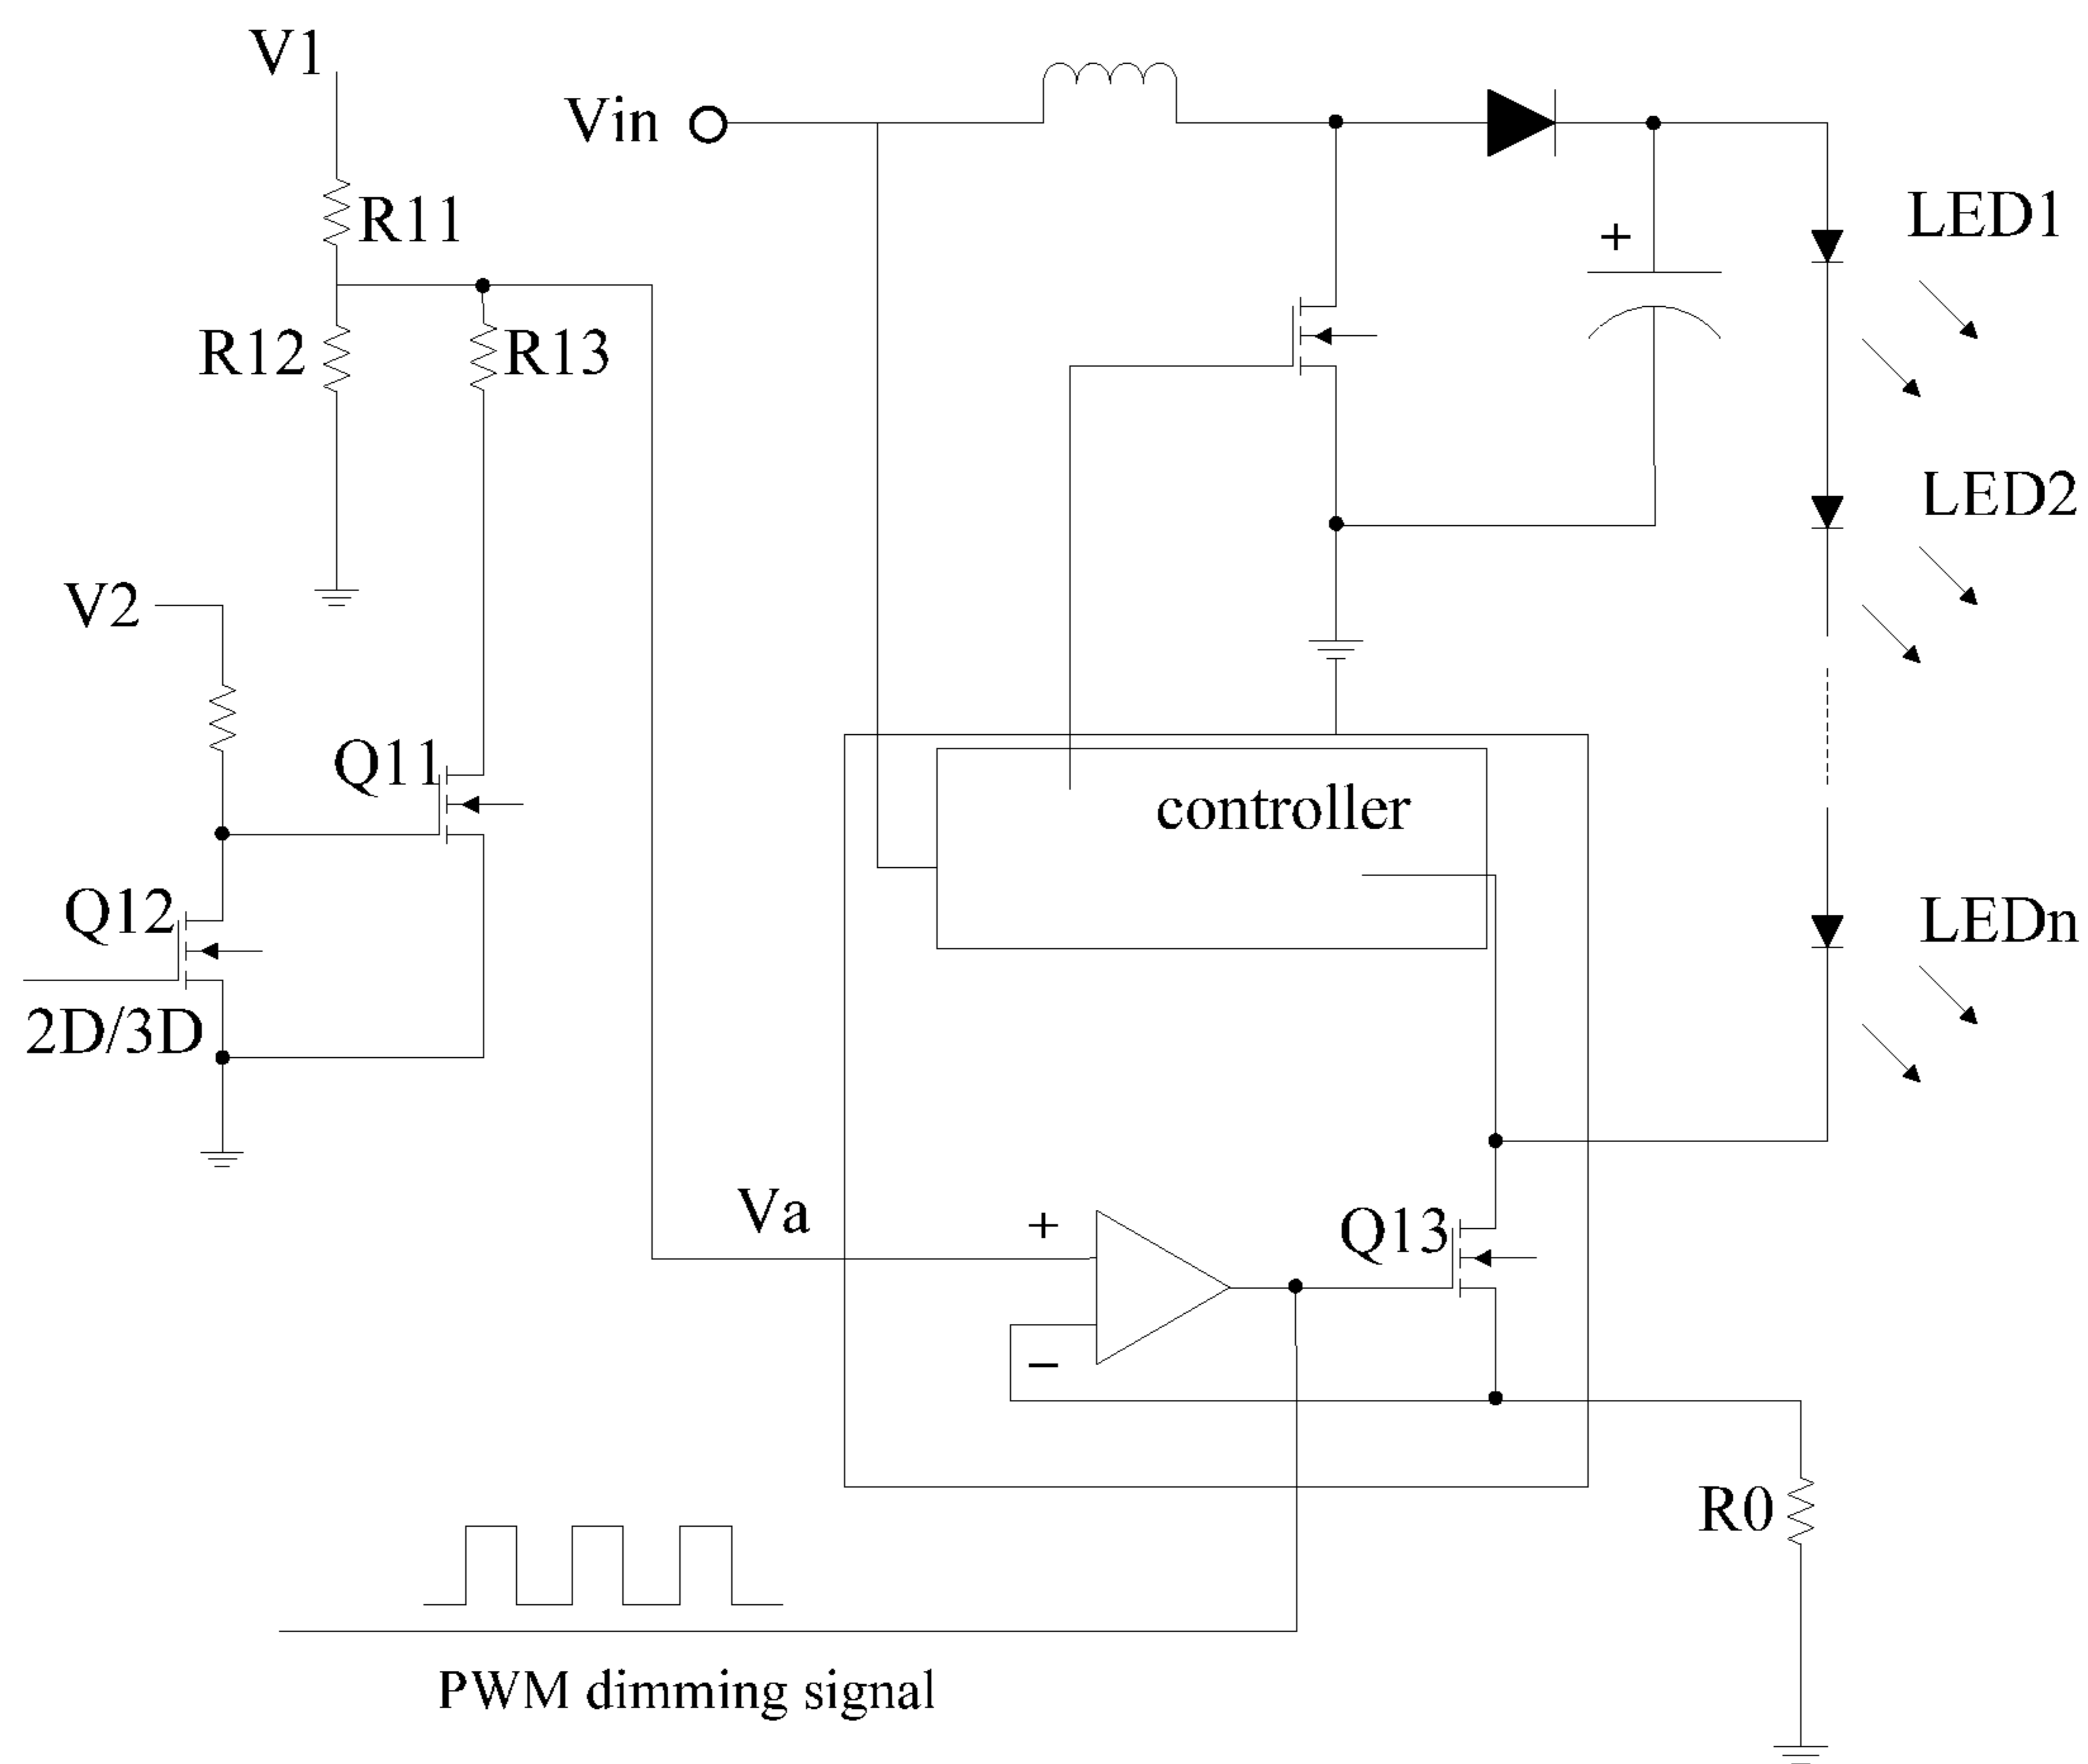 V1
Vin
R11
LED1
R12
R13
+
LED2
V2
Q11
controller
Q12
LEDn
2D/3D
Va
+
Q13
−
R0
PWM dimming signal